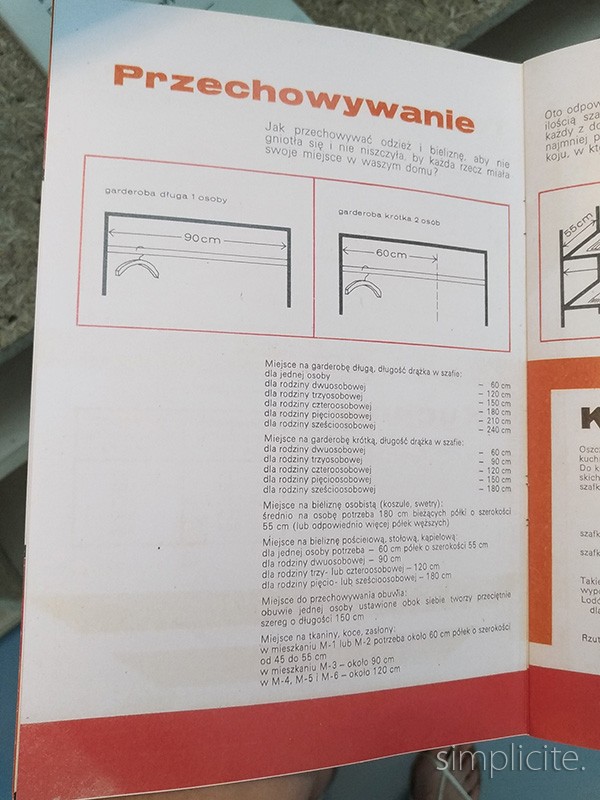 Przechowywanie
Jak przechowywać odzież i bieliznę, aby nie
gniotła się i nie niszczyła, by każda rzecz miała
swoje miejsce w waszym domu?
garderoba długa 1 osoby
90cm
garderoba krótka 2 osób
60cm
Miejsce na garderobę długą, długość drążka w szafie:
dla jednej osoby – 60 cm
dla rodziny dwuosobowej – 120 cm
dla rodziny trzyosobowej – 150 cm
dla rodziny czteroosobowej – 180 cm
dla rodziny pięcioosobowej – 210 cm
dla rodziny sześcioosobowej – 240 cm
Miejsce na garderobę krótką, długość drążka w szafie:
dla rodziny dwuosobowej – 60 cm
dla rodziny trzyosobowej – 90 cm
dla rodziny czteroosobowej – 120 cm
dla rodziny pięcioosobowej – 150 cm
dla rodziny sześcioosobowej – 180 cm
Miejsce na bieliznę osobistą (koszule, swetry):
średnio na osobę potrzeba 180 cm bieżących półki o szerokości
55 cm (lub odpowiednio więcej półek węższych)
Miejsce na bieliznę pościelową, stołową, kąpielową:
dla jednej osoby potrzeba – 60 cm półek o szerokości 55 cm
dla rodziny dwuosobowej – 90 cm
dla rodziny trzy- lub czteroosobowej – 120 cm
dla rodziny pięcio- lub sześcioosobowej – 180 cm
Miejsce do przechowywania obuwia:
obuwie jednej osoby ustawione obok siebie tworzy przeciętnie
szereg o długości 150 cm
Miejsce na tkaniny, koce, zasłony:
w mieszkaniu M-1 lub M-2 potrzeba około 60 cm półek o szerokości
od 45 do 55 cm
w mieszkaniu M-3 – około 90 cm
w M-4, M-5 i M-6 – około 120 cm
Oto
ilością
każdy z
najmniej
w
55cm
K
Do
Takie
Rzut
simplicite.